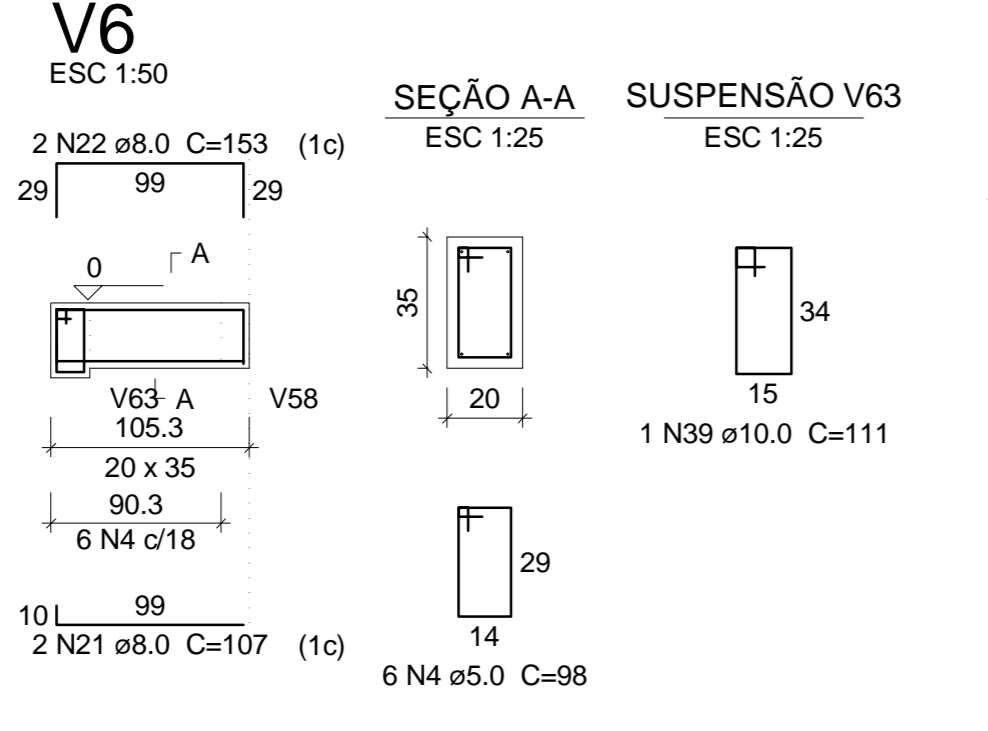 V6
ESC 1:50
SEÇÃO A-A
ESC 1:25
SUSPENSÃO V63
ESC 1:25
2 N22 ø8.0 C=153 (1c)
29 99 29
A
0
35
20
34
15
1 N39 ø10.0 C=111
V63 A V58
105.3
20 x 35
90.3
6 N4 c/18
29
14
6 N4 ø5.0 C=98
10 99
2 N21 ø8.0 C=107 (1c)